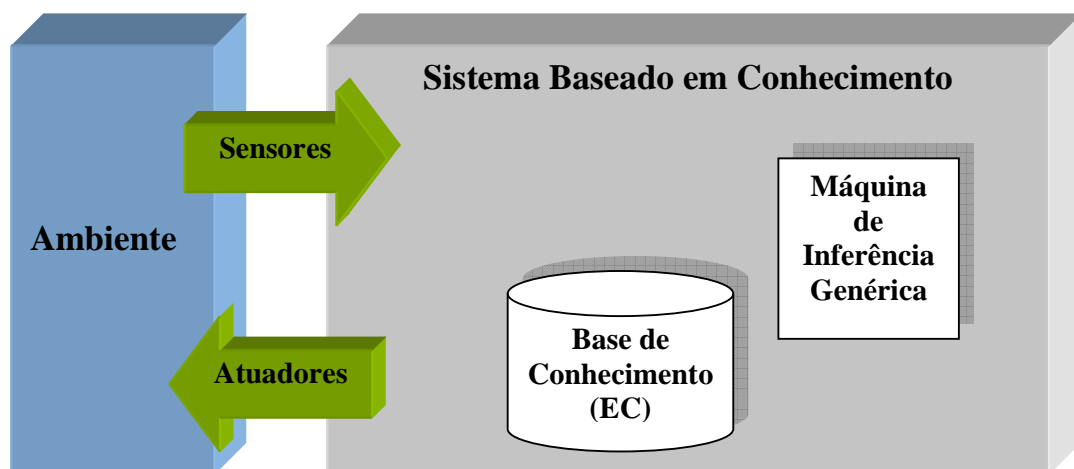 Sistema Baseado em Conhecimento
Sensores
Ambiente
Máquina
de
Inferência
Genérica
Base de
Conhecimento
(EC)
Atuadores